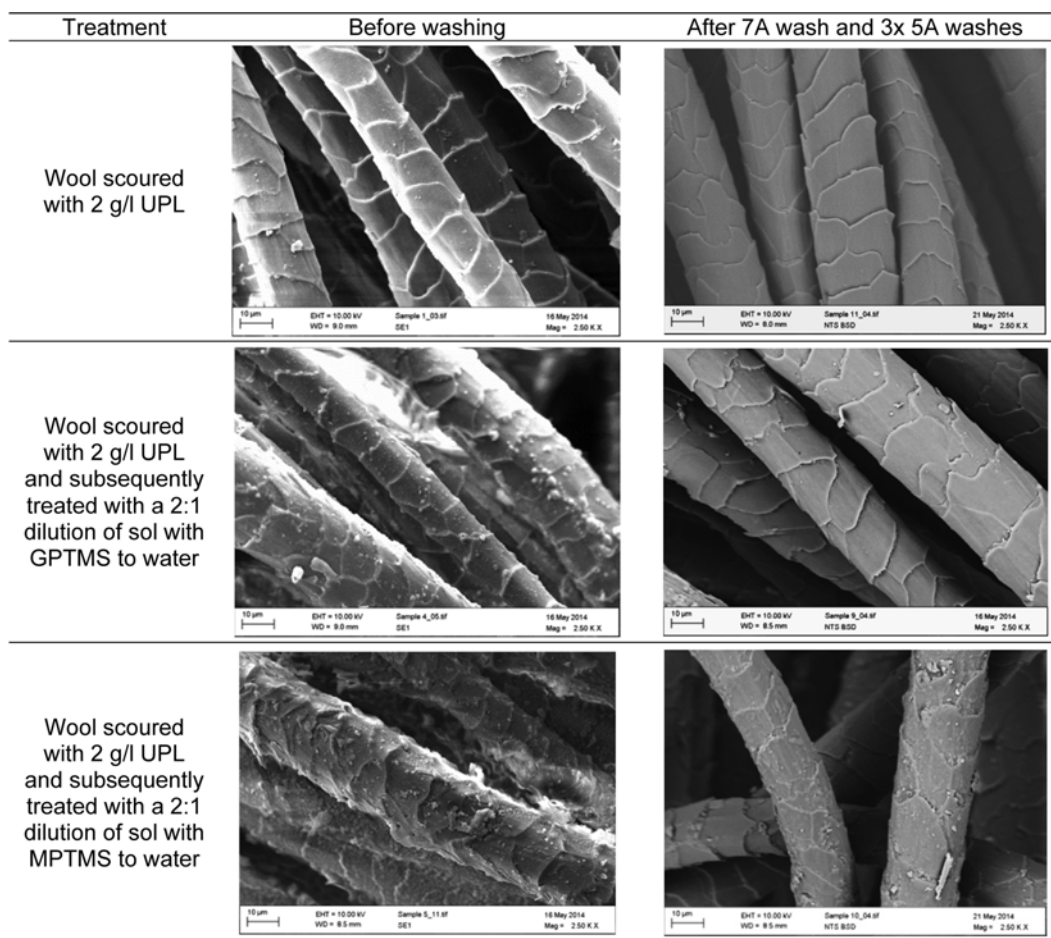 Treatment Before washing After 7A wash and 3x 5A washes
Wool scoured
with 2 g/l UPL
10 µm EHT = 10.00 kV Sample 1_03.tif 16 May 2014
WD = 9.0 mm SE1 Mag = 2.50 K X
10 µm EHT = 10.00 kV Sample 11_04.tif 21 May 2014
WD = 8.0 mm NTS BSD Mag = 2.50 K X
Wool scoured
with 2 g/l UPL
and subsequently
treated with a 2:1
dilution of sol with
GPTMS to water
10 µm EHT = 10.00 kV Sample 4_05.tif 16 May 2014
WD = 9.0 mm SE1 Mag = 2.50 K X
10 µm EHT = 10.00 kV Sample 9_04.tif 16 May 2014
WD = 8.5 mm NTS BSD Mag = 2.50 K X
Wool scoured
with 2 g/l UPL
and subsequently
treated with a 2:1
dilution of sol with
MPTMS to water
10 µm EHT = 10.00 kV Sample 5_11.tif 16 May 2014
WD = 8.5 mm SE1 Mag = 2.50 K X
10 µm EHT = 10.00 kV Sample 10_04.tif 21 May 2014
WD = 8.5 mm NTS BSD Mag = 2.50 K X